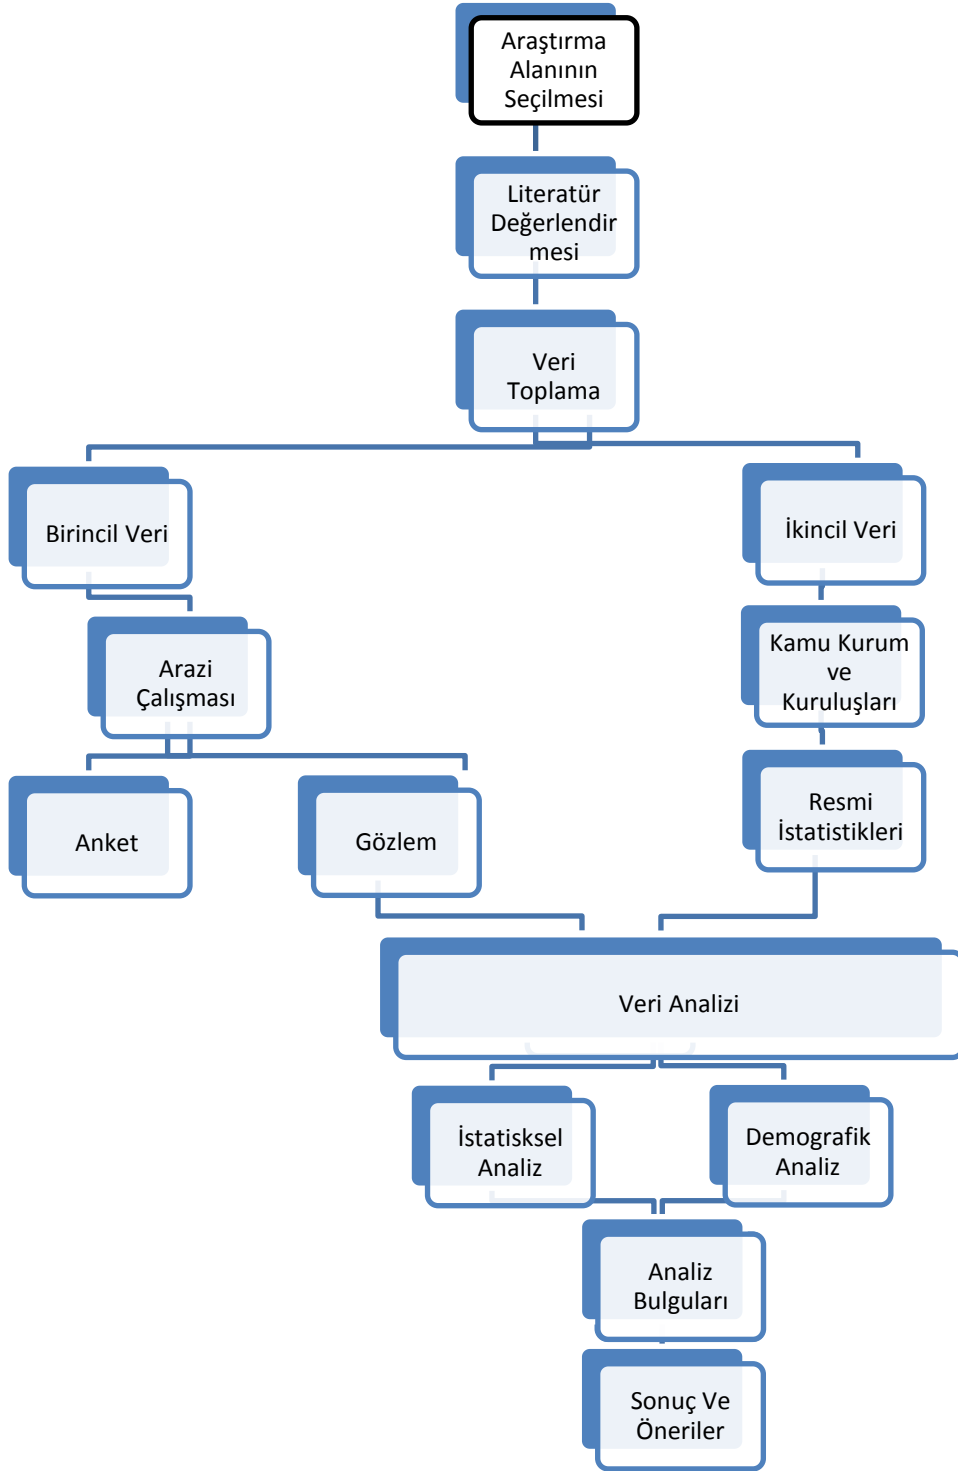 Araştırma
Alanının
Seçilmesi
Literatür
Değerlendir
mesi
Veri
Toplama
Birincil Veri
İkincil Veri
Arazi
Çalışması
Kamu Kurum
ve
Kuruluşları
Anket
Gözlem
Resmi
İstatistikleri
Veri Analizi
İstatisksel
Analiz
Demografik
Analiz
Analiz
Bulguları
Sonuç Ve
Öneriler